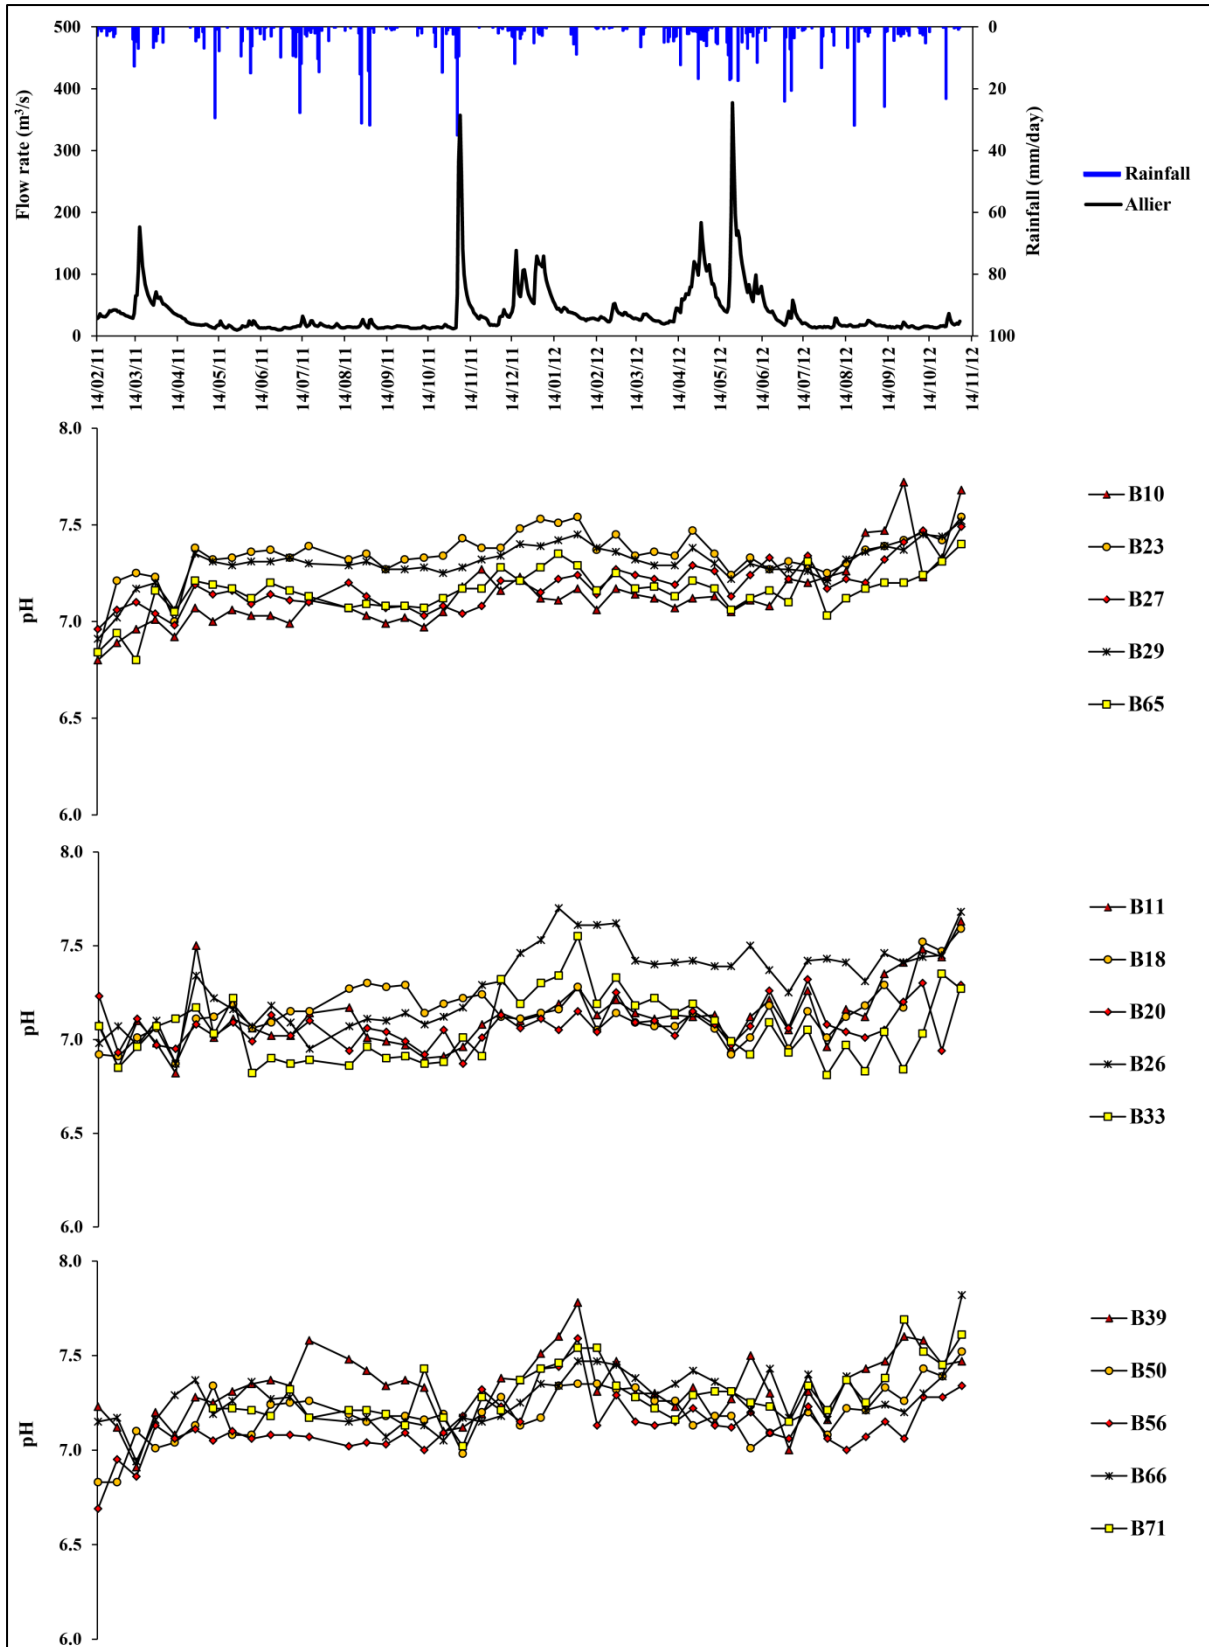 500
400
300
200
100
0
Flow rate (m³/s)
0
20
40
60
80
100
Rainfall (mm/day)
Rainfall
Allier
14/02/11
14/03/11
14/04/11
14/05/11
14/06/11
14/07/11
14/08/11
14/09/11
14/10/11
14/11/11
14/12/11
14/01/12
14/02/12
14/03/12
14/04/12
14/05/12
14/06/12
14/07/12
14/08/12
14/09/12
14/10/12
14/11/12
8.0
7.5
7.0
6.5
6.0
pH
B10
B23
B27
B29
B65
8.0
7.5
7.0
6.5
6.0
pH
B11
B18
B20
B26
B33
8.0
7.5
7.0
6.5
6.0
pH
B39
B50
B56
B66
B71